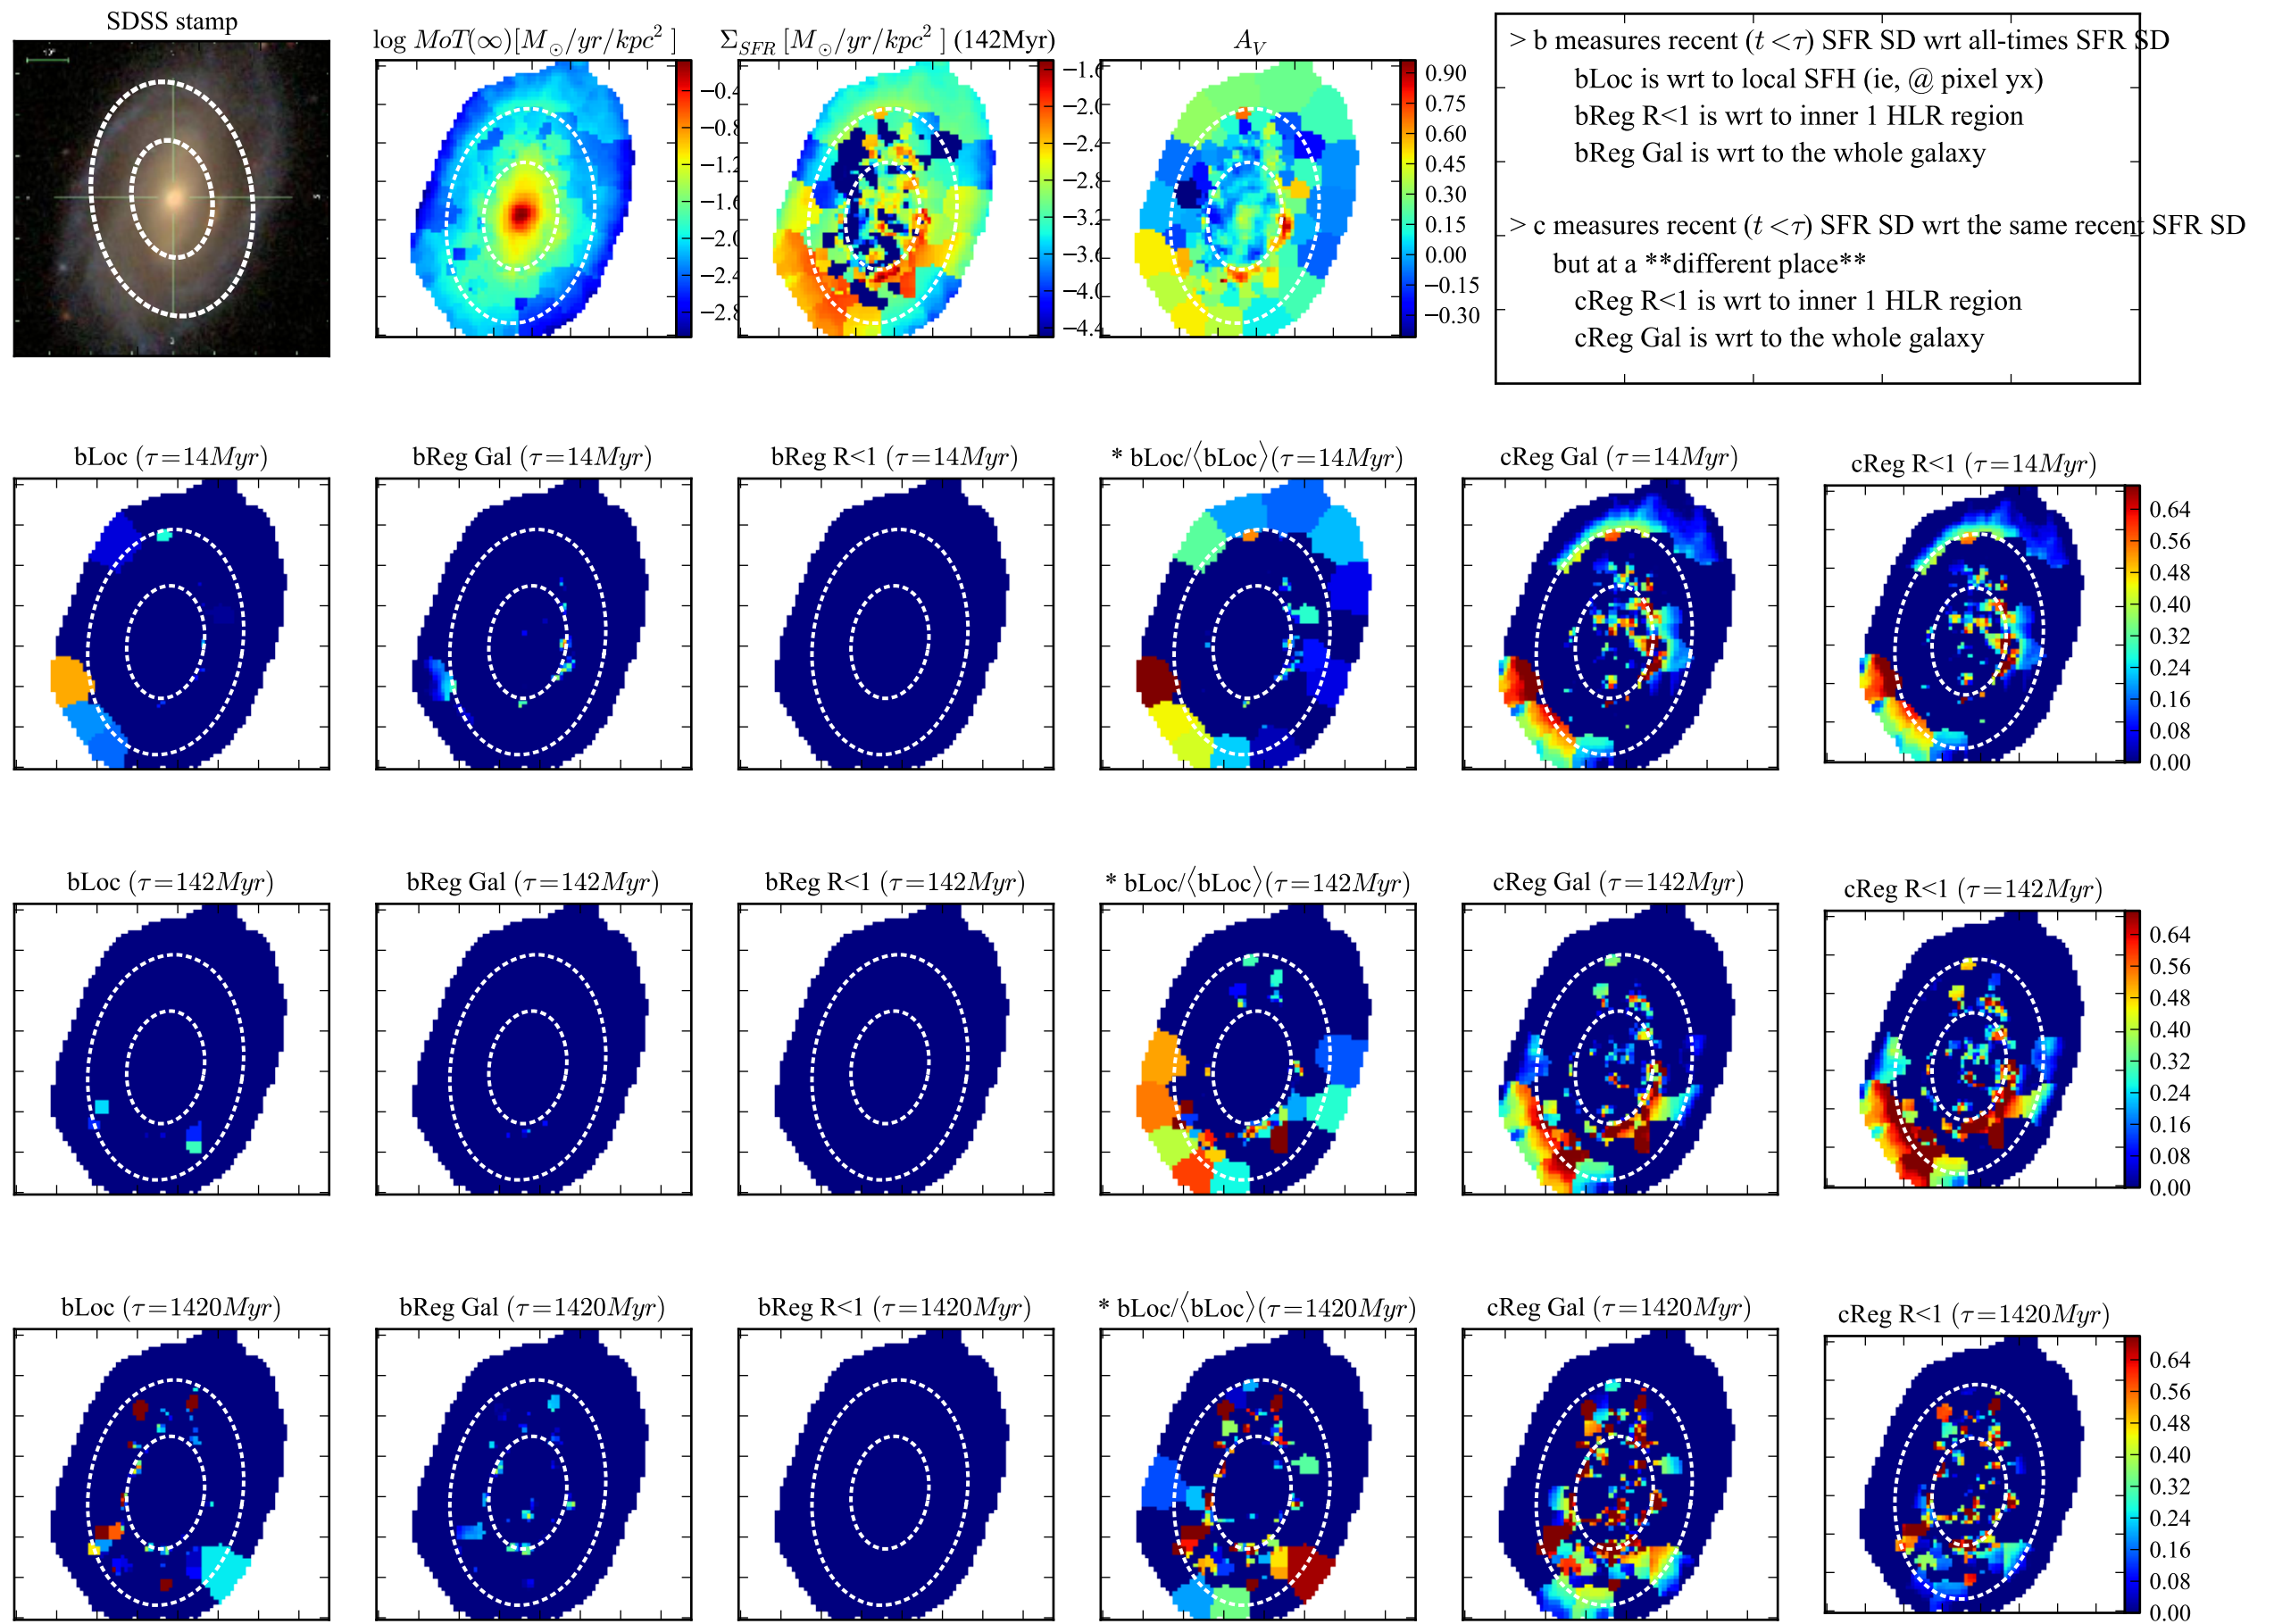 SDSS stamp
log MoT(∞)[M⊙/yr/kpc² ]
Σ_SFR [M⊙/yr/kpc² ] (142Myr)
A_V
−0.4
−0.8
−1.2
−1.6
−2.0
−2.4
−2.8
−1.6
−2.0
−2.4
−2.8
−3.2
−3.6
−4.0
−4.4
0.90
0.75
0.60
0.45
0.30
0.15
0.00
−0.15
−0.30
> b measures recent (t <τ) SFR SD wrt all-times SFR SD
bLoc is wrt to local SFH (ie, @ pixel yx)
bReg R<1 is wrt to inner 1 HLR region
bReg Gal is wrt to the whole galaxy
> c measures recent (t <τ) SFR SD wrt the same recent SFR SD
but at a **different place**
cReg R<1 is wrt to inner 1 HLR region
cReg Gal is wrt to the whole galaxy
bLoc (τ=14Myr)
bReg Gal (τ=14Myr)
bReg R<1 (τ=14Myr)
* bLoc/⟨bLoc⟩(τ=14Myr)
cReg Gal (τ=14Myr)
cReg R<1 (τ=14Myr)
0.64
0.56
0.48
0.40
0.32
0.24
0.16
0.08
0.00
bLoc (τ=142Myr)
bReg Gal (τ=142Myr)
bReg R<1 (τ=142Myr)
* bLoc/⟨bLoc⟩(τ=142Myr)
cReg Gal (τ=142Myr)
cReg R<1 (τ=142Myr)
0.64
0.56
0.48
0.40
0.32
0.24
0.16
0.08
0.00
bLoc (τ=1420Myr)
bReg Gal (τ=1420Myr)
bReg R<1 (τ=1420Myr)
* bLoc/⟨bLoc⟩(τ=1420Myr)
cReg Gal (τ=1420Myr)
cReg R<1 (τ=1420Myr)
0.64
0.56
0.48
0.40
0.32
0.24
0.16
0.08
0.00